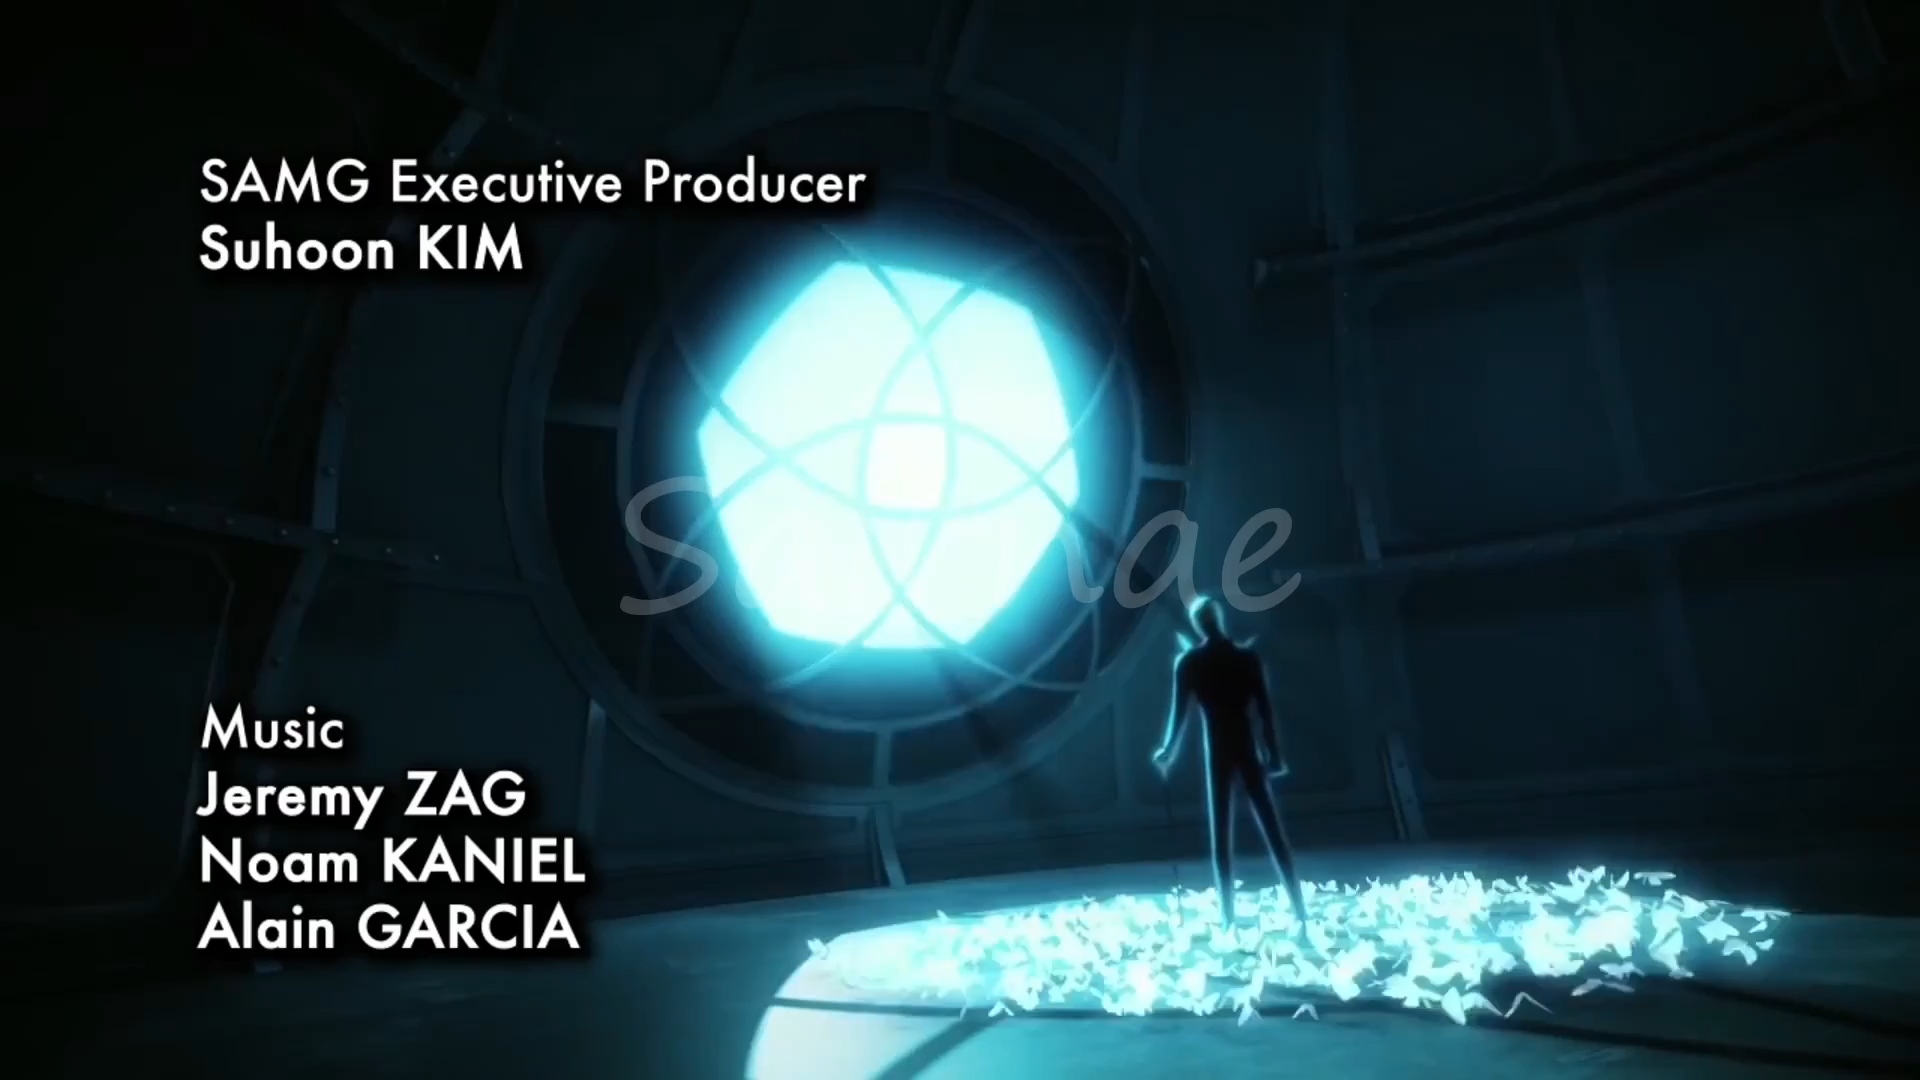 SAMG Executive Producer
Suhoon KIM
Music
Jeremy ZAG
Noam KANIEL
Alain GARCIA